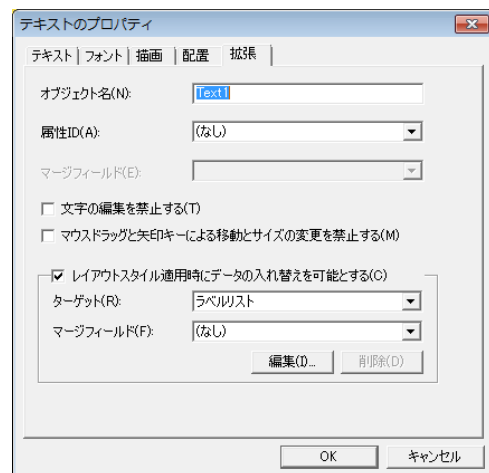 テキストのプロパティ
テキスト フォント 描画 配置 拡張
オブジェクト名(N): Text1
属性ID(A): (なし)
マージフィールド(E):
文字の編集を禁止する(T)
マウスドラッグと矢印キーによる移動とサイズの変更を禁止する(M)
レイアウトスタイル適用時にデータの入れ替えを可能とする(C)
ターゲット(R): ラベルリスト
マージフィールド(F): (なし)
編集(I)... 削除(D)
OK キャンセル